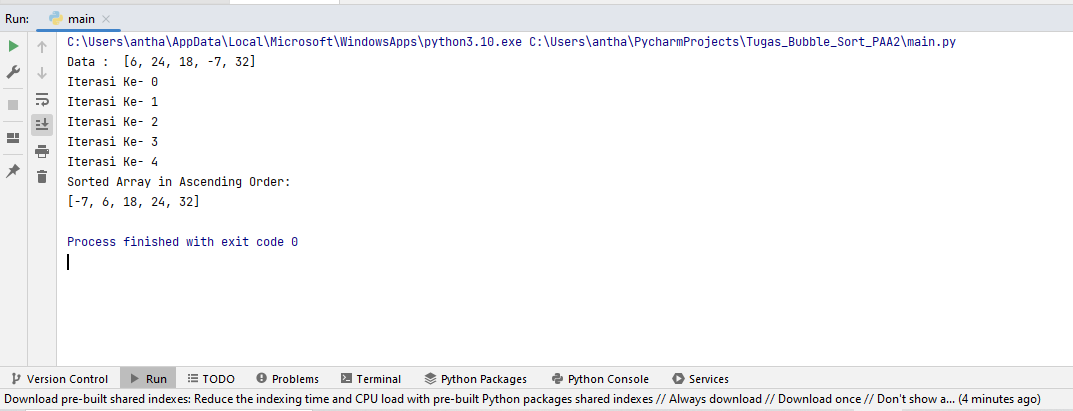 Run: main
C:\Users\antha\AppData\Local\Microsoft\WindowsApps\python3.10.exe C:\Users\antha\PycharmProjects\Tugas_Bubble_Sort_PAA2\main.py
Data :  [6, 24, 18, -7, 32]
Iterasi Ke- 0
Iterasi Ke- 1
Iterasi Ke- 2
Iterasi Ke- 3
Iterasi Ke- 4
Sorted Array in Ascending Order:
[-7, 6, 18, 24, 32]
Process finished with exit code 0
Version Control Run TODO Problems Terminal Python Packages Python Console Services
Download pre-built shared indexes: Reduce the indexing time and CPU load with pre-built Python packages shared indexes // Always download // Download once // Don't show a... (4 minutes ago)